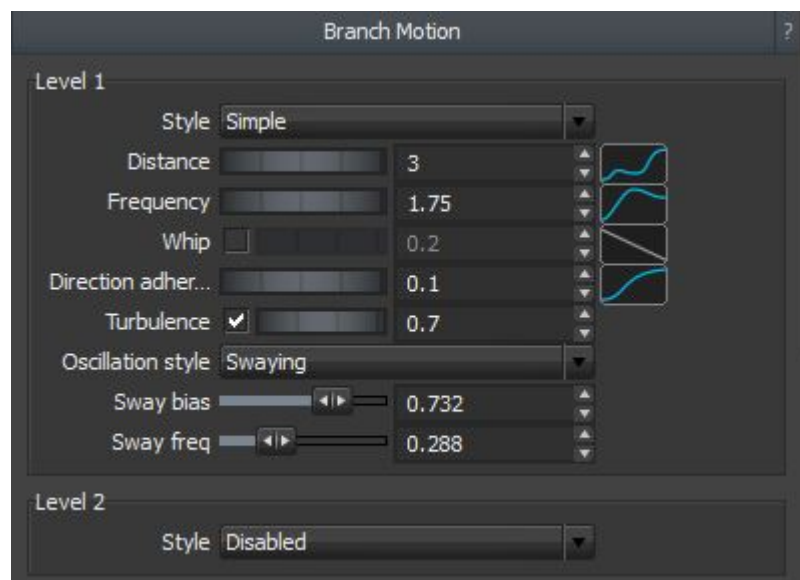 Branch Motion ?
Level 1
Style Simple
Distance 3
Frequency 1.75
Whip 0.2
Direction adher... 0.1
Turbulence 0.7
Oscillation style Swaying
Sway bias 0.732
Sway freq 0.288
Level 2
Style Disabled